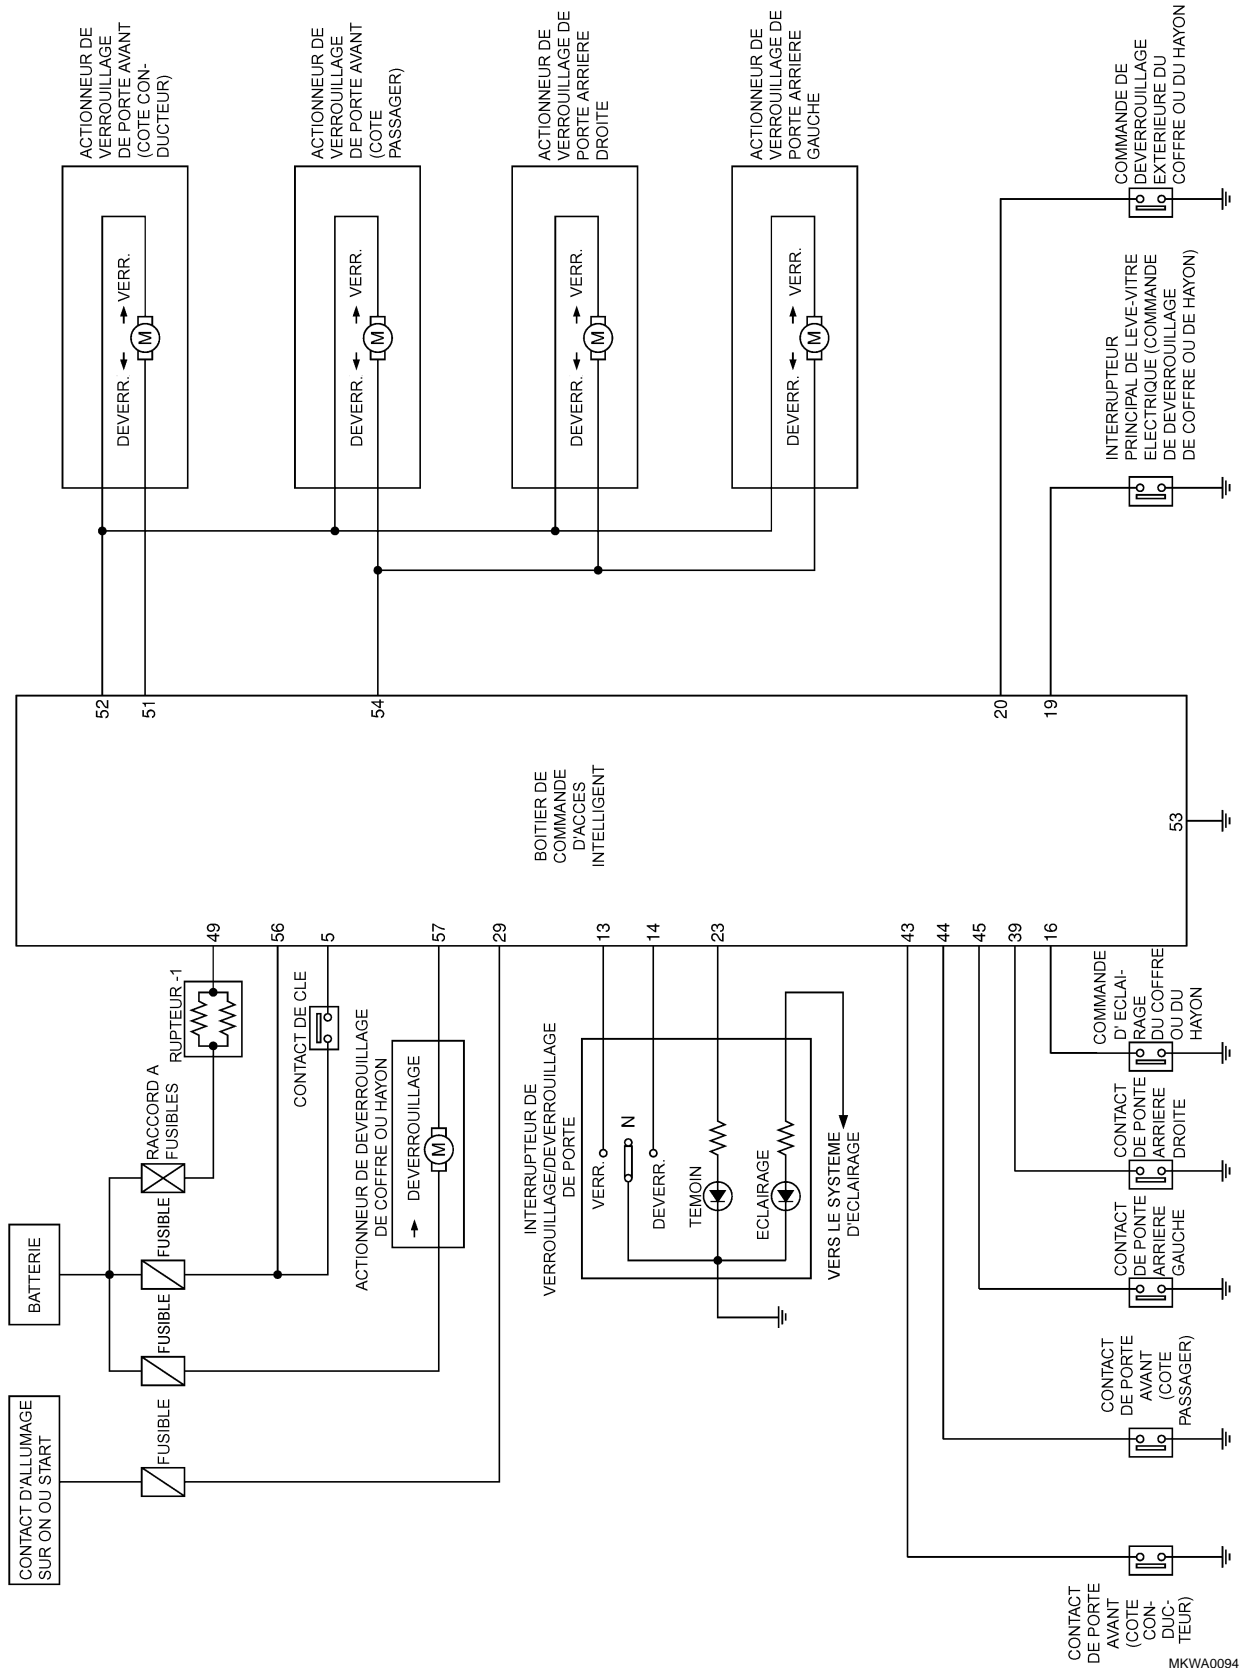 CONTACT D'ALLUMAGE
SUR ON OU START
BATTERIE
FUSIBLE
FUSIBLE
FUSIBLE
RACCORD A
FUSIBLES
RUPTEUR -1
CONTACT DE CLE
ACTIONNEUR DE DEVERROUILLAGE
DE COFFRE OU HAYON
DEVERROUILLAGE
M
INTERRUPTEUR DE
VERROUILLAGE/DEVERROUILLAGE
DE PORTE
VERR.
N
DEVERR.
TEMOIN
ECLAIRAGE
VERS LE SYSTEME
D'ECLAIRAGE
CONTACT
DE PORTE
AVANT
(COTE
CON-
DUC-
TEUR)
CONTACT
DE PORTE
AVANT
(COTE
PASSAGER)
CONTACT
DE PONTE
ARRIERE
GAUCHE
CONTACT
DE PONTE
ARRIERE
DROITE
COMMANDE
D' ECLAI-
RAGE
DU COFFRE
OU DU
HAYON
49
56
5
57
29
13
14
23
43
44
45
39
16
BOITIER DE
COMMANDE
D'ACCES
INTELLIGENT
53
52
51
54
20
19
ACTIONNEUR DE
VERROUILLAGE
DE PORTE AVANT
(COTE CON-
DUCTEUR)
DEVERR.
VERR.
M
ACTIONNEUR DE
VERROUILLAGE
DE PORTE AVANT
(COTE
PASSAGER)
DEVERR.
VERR.
M
ACTIONNEUR DE
VERROUILLAGE DE
PORTE ARRIERE
DROITE
DEVERR.
VERR.
M
ACTIONNEUR DE
VERROUILLAGE DE
PORTE ARRIERE
GAUCHE
DEVERR.
VERR.
M
INTERRUPTEUR
PRINCIPAL DE LEVE-VITRE
ELECTRIQUE (COMMANDE
DE DEVERROUILLAGE
DE COFFRE OU DE HAYON)
COMMANDE DE
DEVERROUILLAGE
EXTERIEURE DU
COFFRE OU DU HAYON
MKWA0094